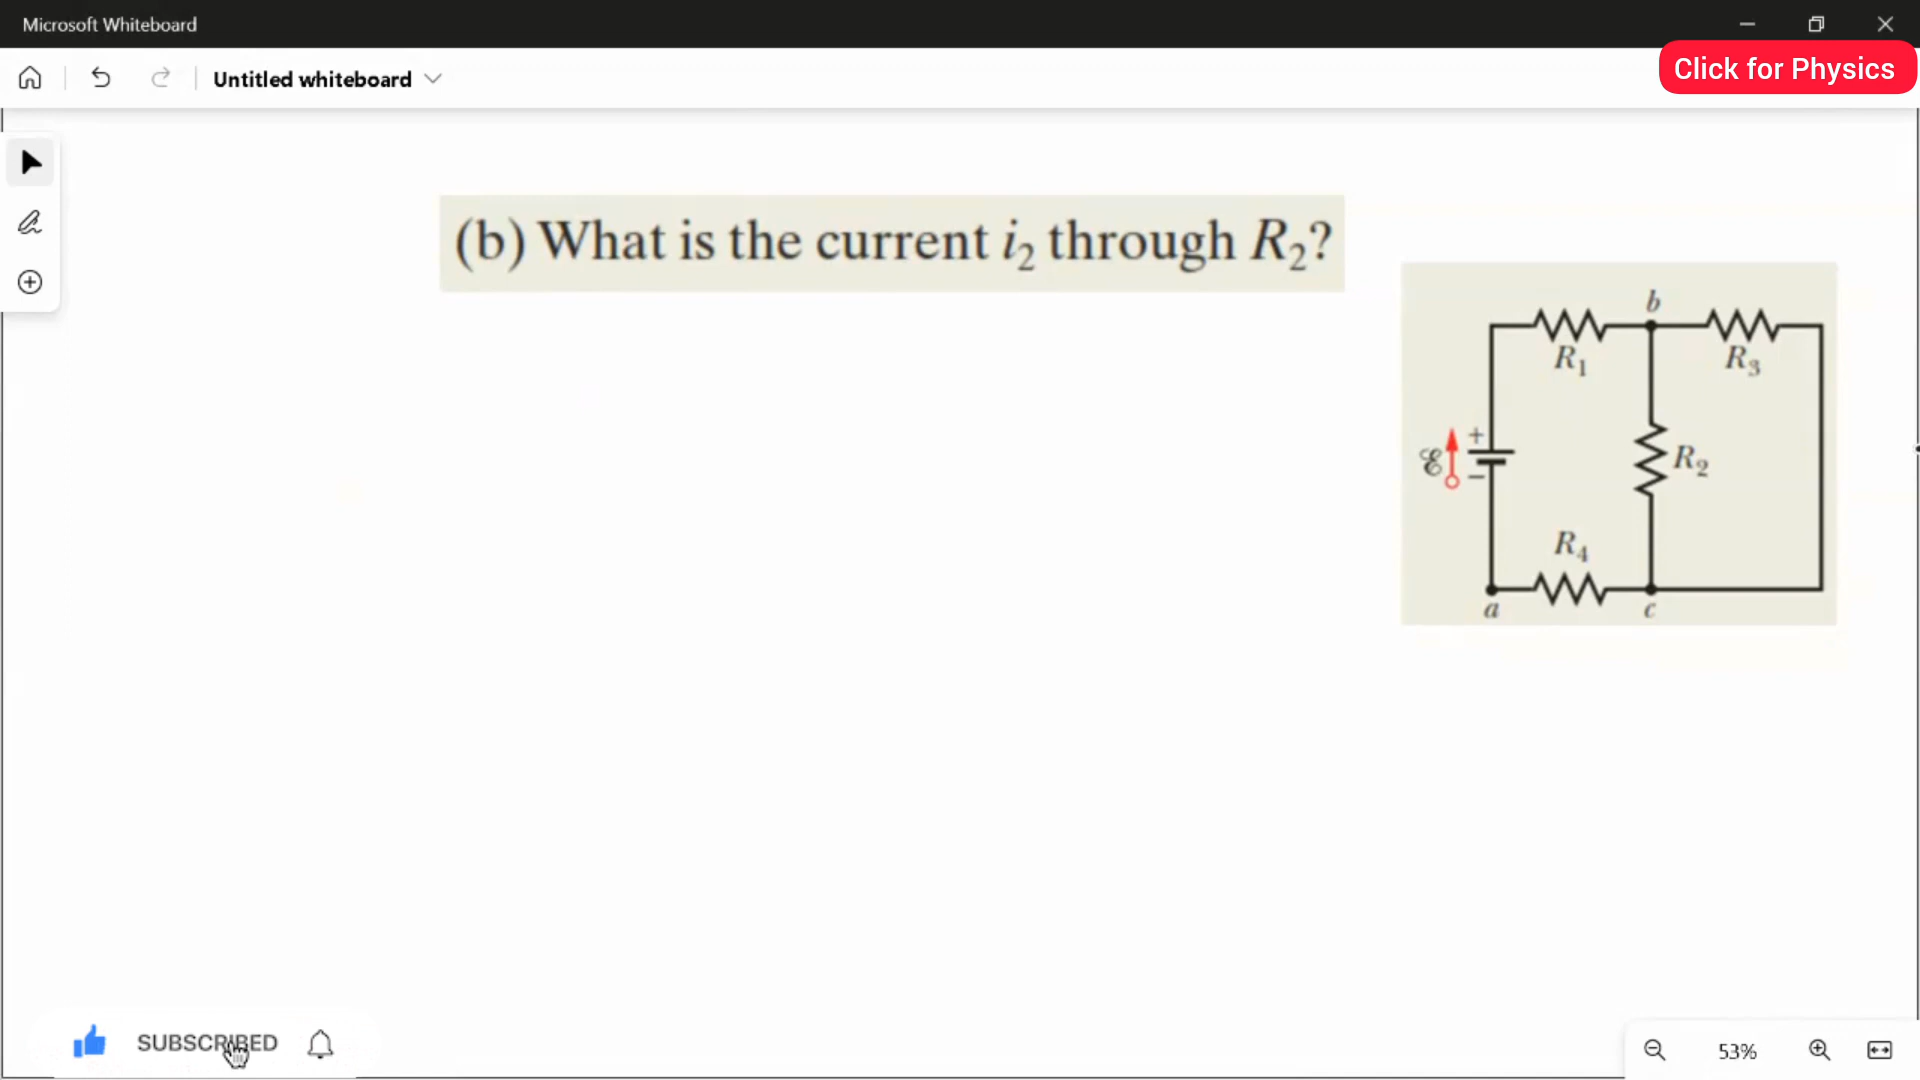 Microsoft Whiteboard
Untitled whiteboard
Click for Physics
(b) What is the current i₂ through R₂?
b
R₁
R₃
+
ℰ
−
R₂
R₄
a
c
SUBSCRIBED
53%